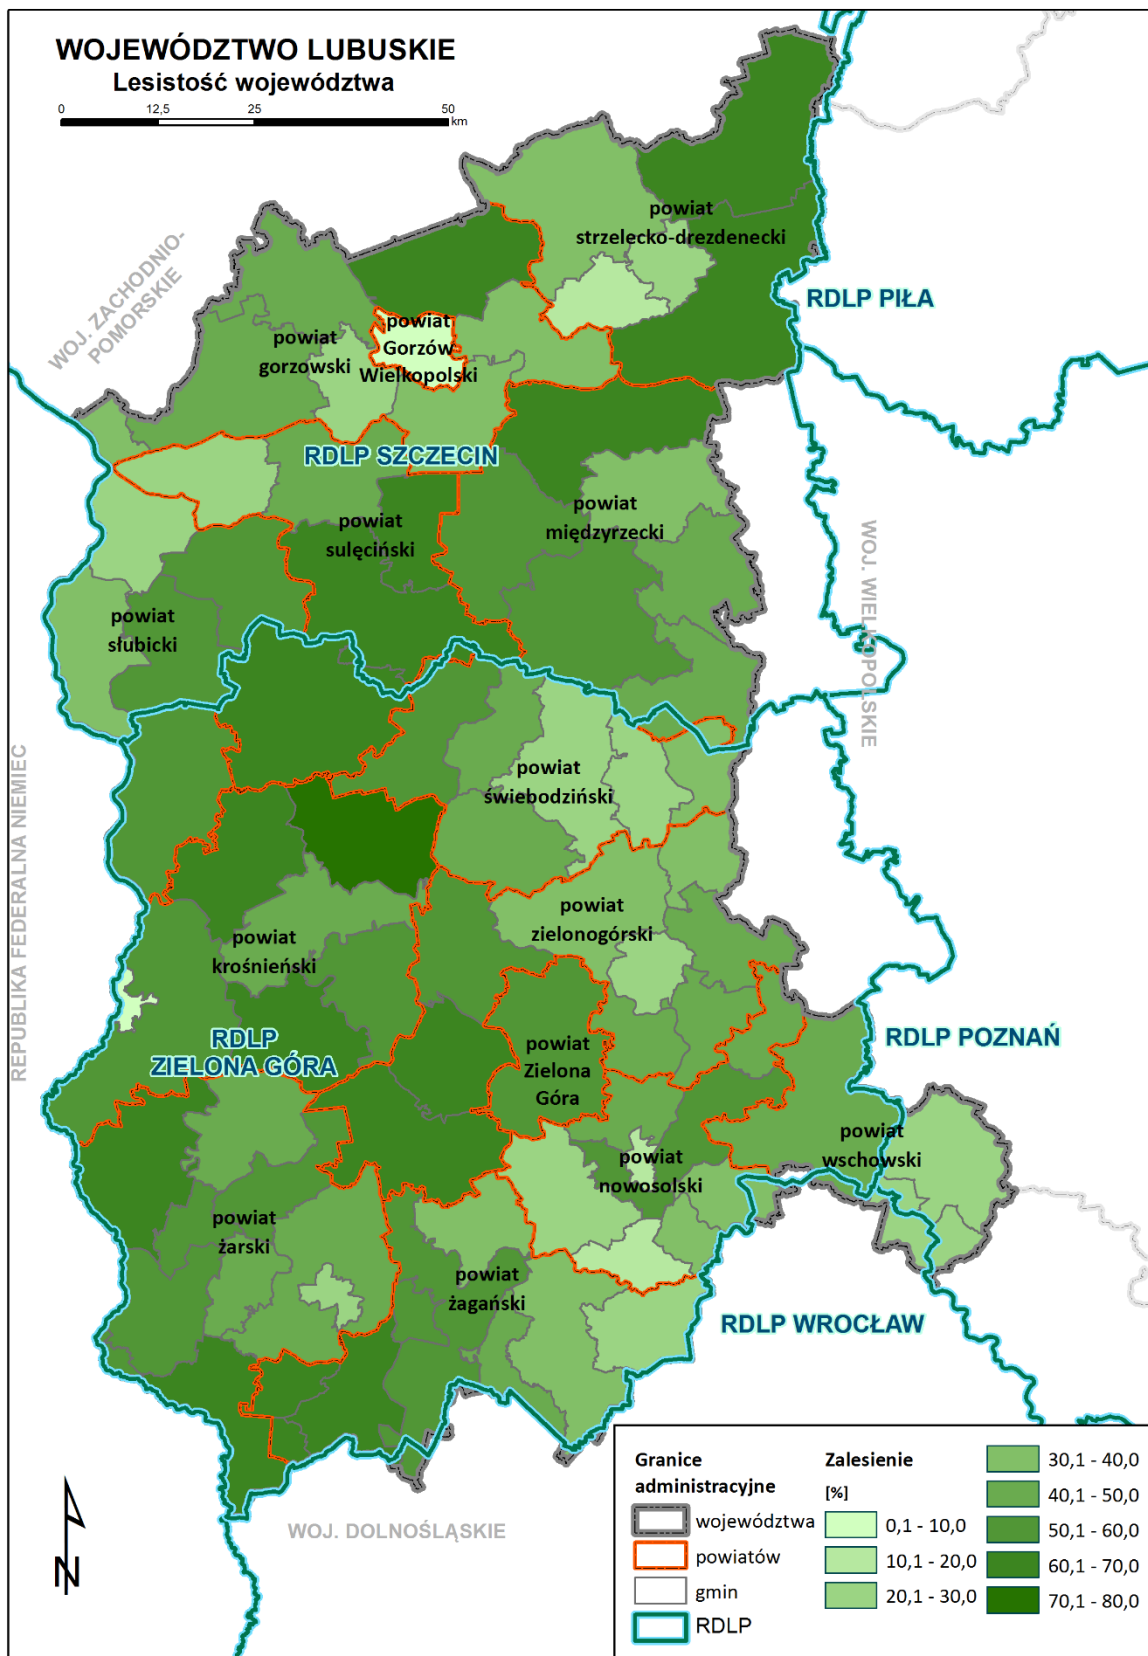 WOJEWÓDZTWO LUBUSKIE
Lesistość województwa
0 12,5 25 50
km
WOJ. ZACHODNIO-
POMORSKIE
powiat
strzelecko-drezdenecki
RDLP PIŁA
powiat
gorzowski
powiat
Gorzów
Wielkopolski
RDLP SZCZECIN
powiat
sulęciński
powiat
międzyrzecki
WOJ. WIELKOPOLSKIE
powiat
słubicki
REPUBLIKA FEDERALNA NIEMIEC
powiat
świebodziński
powiat
zielonogórski
powiat
krośnieński
RDLP
ZIELONA GÓRA
powiat
Zielona
Góra
RDLP POZNAŃ
powiat
wschowski
powiat
nowosolski
powiat
żarski
powiat
żagański
RDLP WROCŁAW
WOJ. DOLNOŚLĄSKIE
N
Granice
administracyjne
województwa
powiatów
gmin
RDLP
Zalesienie
[%]
0,1 - 10,0
10,1 - 20,0
20,1 - 30,0
30,1 - 40,0
40,1 - 50,0
50,1 - 60,0
60,1 - 70,0
70,1 - 80,0